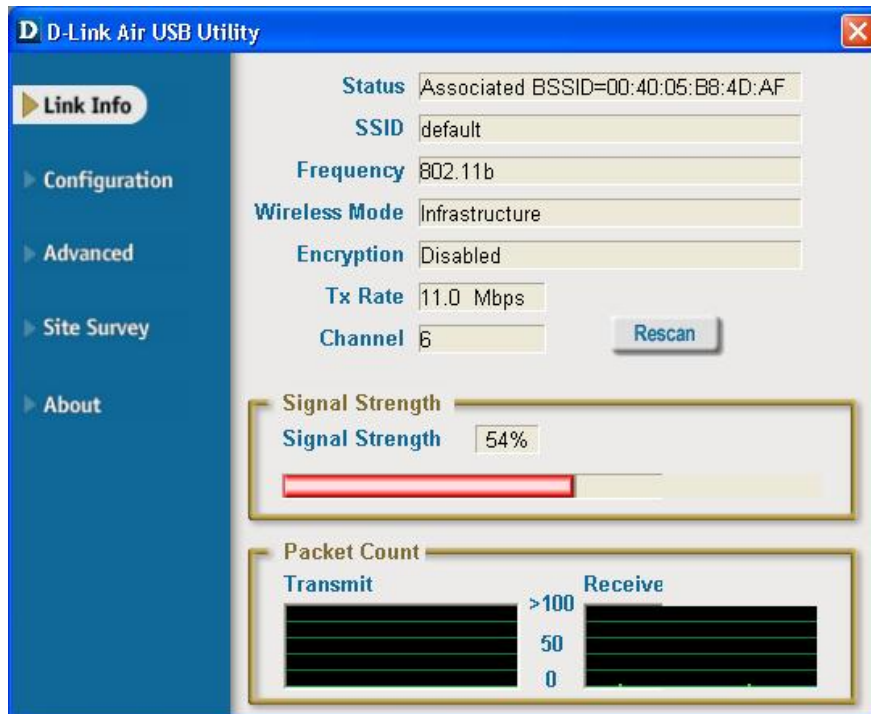 D D-Link Air USB Utility
Link Info
Configuration
Advanced
Site Survey
About
Status Associated BSSID=00:40:05:B8:4D:AF
SSID default
Frequency 802.11b
Wireless Mode Infrastructure
Encryption Disabled
Tx Rate 11.0 Mbps
Channel 6
Rescan
Signal Strength
Signal Strength 54%
Packet Count
Transmit
Receive
>100
50
0